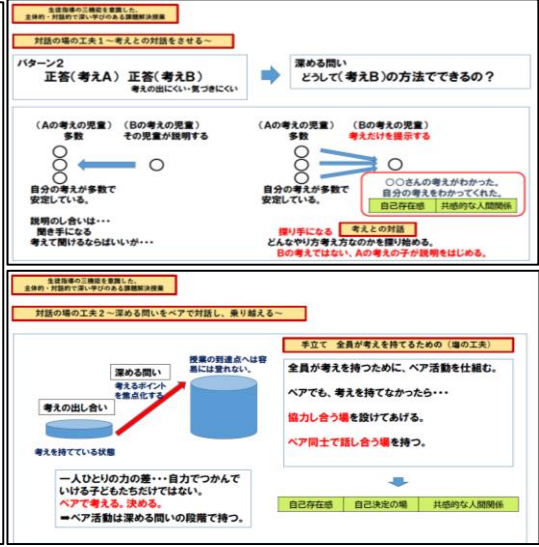 生徒指導の三機能を意識した、
主体的・対話的で深い学びのある課題解決授業
対話の場の工夫1～考えとの対話をさせる～
パターン2
正答(考えA) 正答(考えB)
考えの出にくい・気づきにくい
深める問い
どうして(考えB)の方法でできるの？
(Aの考えの児童) (Bの考えの児童)
多数 その児童が説明する
自分の考えが多数で
安定している。
説明のし合いは・・・
聞き手になる
考えて聞けるならばいいが・・・
(Aの考えの児童) (Bの考えの児童)
多数 考えだけを提示する
自分の考えが多数で
安定している。
○○さんの考えがわかった。
自分の考えをわかってくれた。
自己存在感 共感的な人間関係
探り手になる 考えとの対話
どんなやり方考え方なのかを探り始める。
Bの考えではない、Aの考えの子が説明をはじめる。
生徒指導の三機能を意識した、
主体的・対話的で深い学びのある課題解決授業
対話の場の工夫2～深める問いをペアで対話し、乗り越える～
授業の到達点へは容
易には登れない。
深める問い
考えるポイント
を焦点化する
考えの出し合い
考えを持てている状態
一人ひとりの力の差・・・自力でつかんで
いける子どもたちだけではない。
ペアで考える。決める。
➡ペア活動は深める問いの段階で持つ。
手立て 全員が考えを持てるための(場の工夫)
全員が考えを持つために、ペア活動を仕組む。
ペアでも、考えを持てなかったら・・・
協力し合う場を設けてあげる。
ペア同士で話し合う場を持つ。
自己存在感 自己決定の場 共感的な人間関係